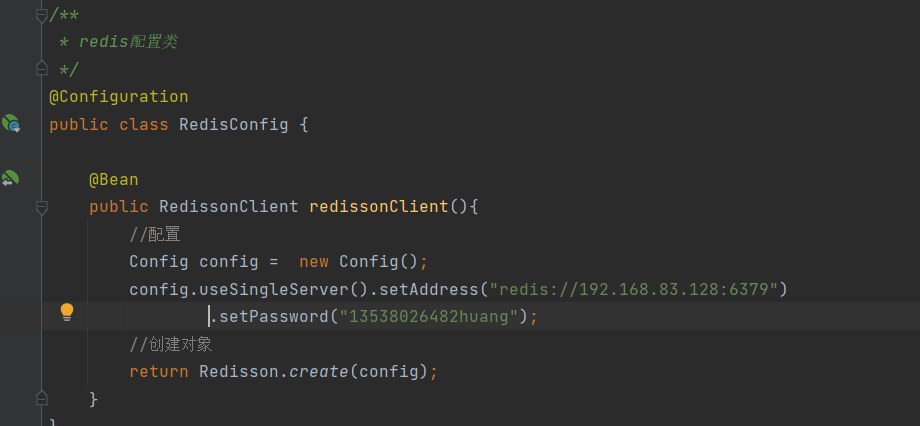 /**
 * redis配置类
 */
@Configuration
public class RedisConfig {
@Bean
public RedissonClient redissonClient(){
//配置
Config config =  new Config();
config.useSingleServer().setAddress("redis://192.168.83.128:6379")
.setPassword("13538026482huang");
//创建对象
return Redisson.create(config);
}
}